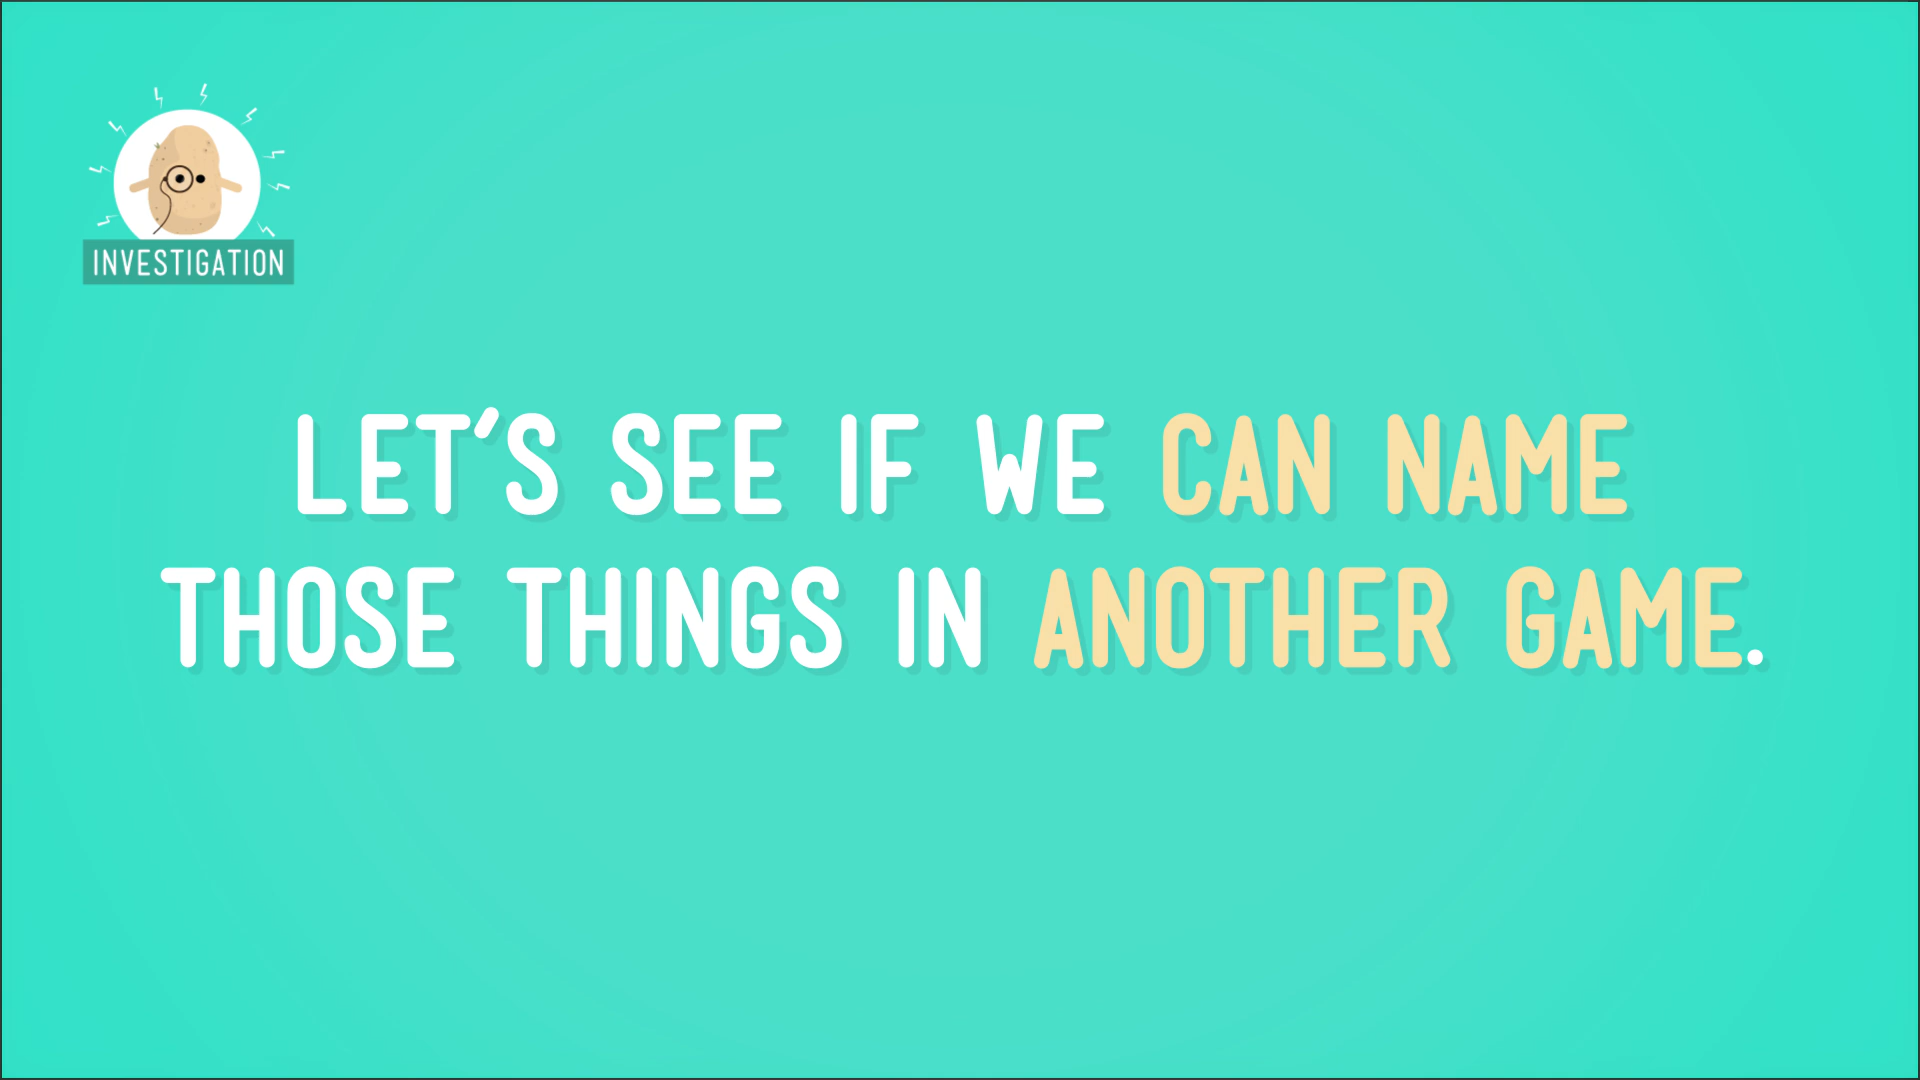 INVESTIGATION
LET'S SEE IF WE CAN NAME
THOSE THINGS IN ANOTHER GAME.